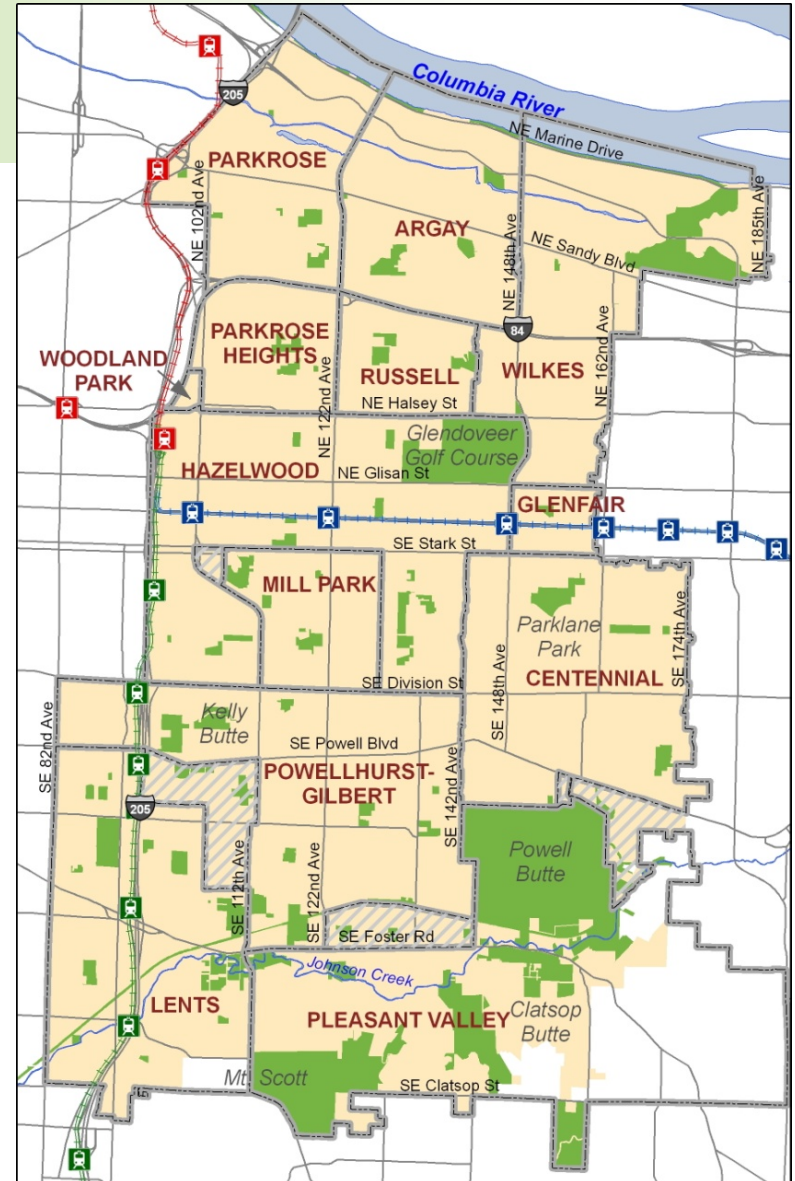 205
Columbia River
NE Marine Drive
PARKROSE
NE 102nd Ave
ARGAY
NE 148th Ave
NE 185th Ave
NE Sandy Blvd
PARKROSE
HEIGHTS
84
WOODLAND
PARK
NE 122nd Ave
RUSSELL
WILKES
NE 162nd Ave
NE Halsey St
Glendoveer
Golf Course
HAZELWOOD
NE Glisan St
GLENFAIR
SE Stark St
MILL PARK
Parklane
Park
SE 148th Ave
CENTENNIAL
SE 174th Ave
SE Division St
SE 82nd Ave
Kelly
Butte
SE Powell Blvd
POWELLHURST-
GILBERT
205
SE 142nd Ave
Powell
Butte
SE 112th Ave
SE 122nd Ave
SE Foster Rd
Johnson Creek
LENTS
PLEASANT VALLEY
Clatsop
Butte
Mt. Scott
SE Clatsop St